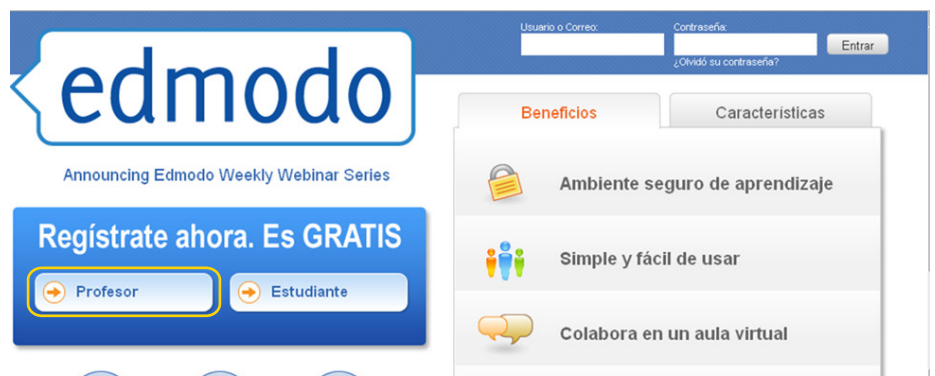 Usuario o Correo:
Contraseña:
Entrar
¿Olvidó su contraseña?
edmodo
Announcing Edmodo Weekly Webinar Series
Regístrate ahora. Es GRATIS
Profesor
Estudiante
Beneficios
Características
Ambiente seguro de aprendizaje
Simple y fácil de usar
Colabora en un aula virtual